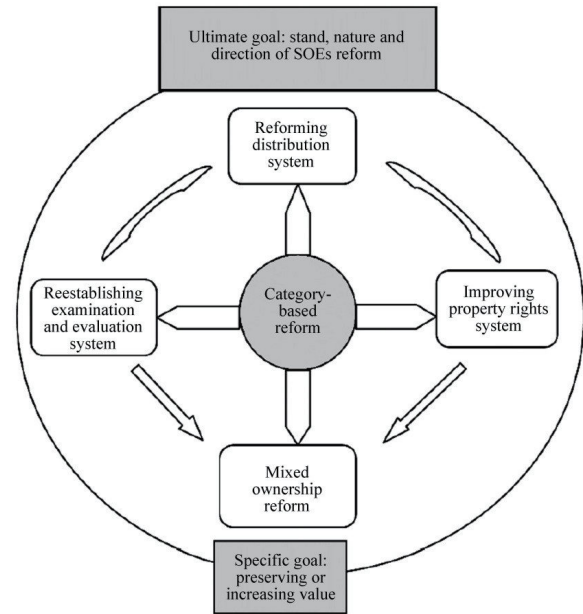 Ultimate goal: stand, nature and
direction of SOEs reform
Reforming
distribution
system
Reestablishing
examination
and evaluation
system
Category-
based
reform
Improving
property rights
system
Mixed
ownership
reform
Specific goal:
preserving or
increasing value